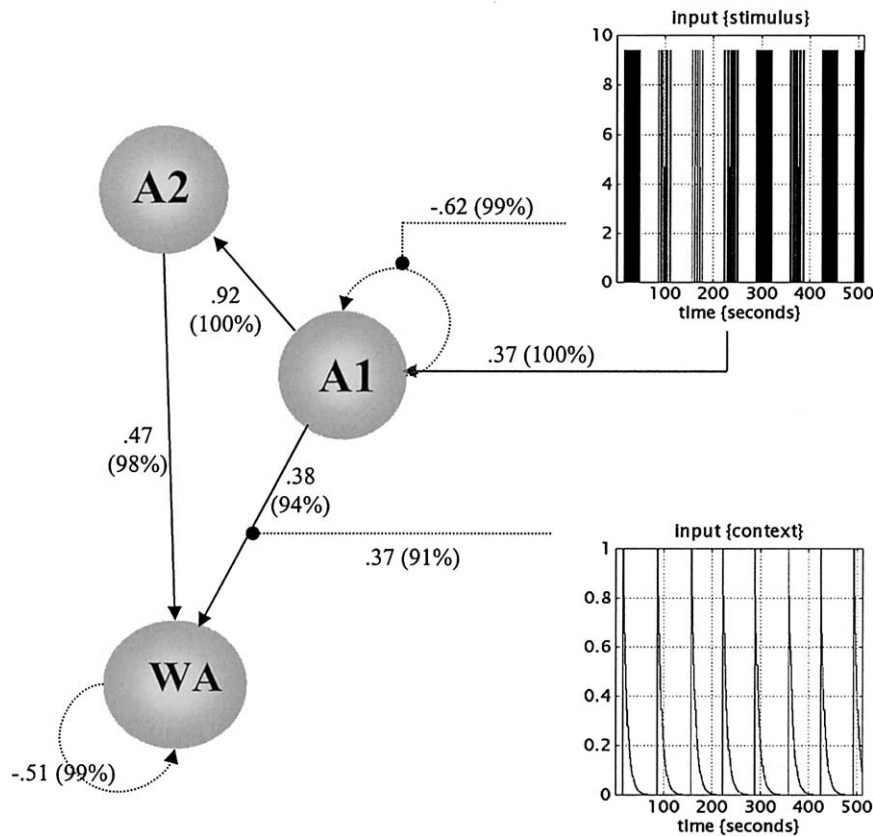 input {stimulus}
10
8
6
4
2
0
100 200 300 400 500
time {seconds}
A2
-.62 (99%)
.92
(100%)
A1
.37 (100%)
.47
(98%)
.38
(94%)
.37 (91%)
input {context}
1
0.8
0.6
0.4
0.2
0
100 200 300 400 500
time {seconds}
WA
-.51 (99%)